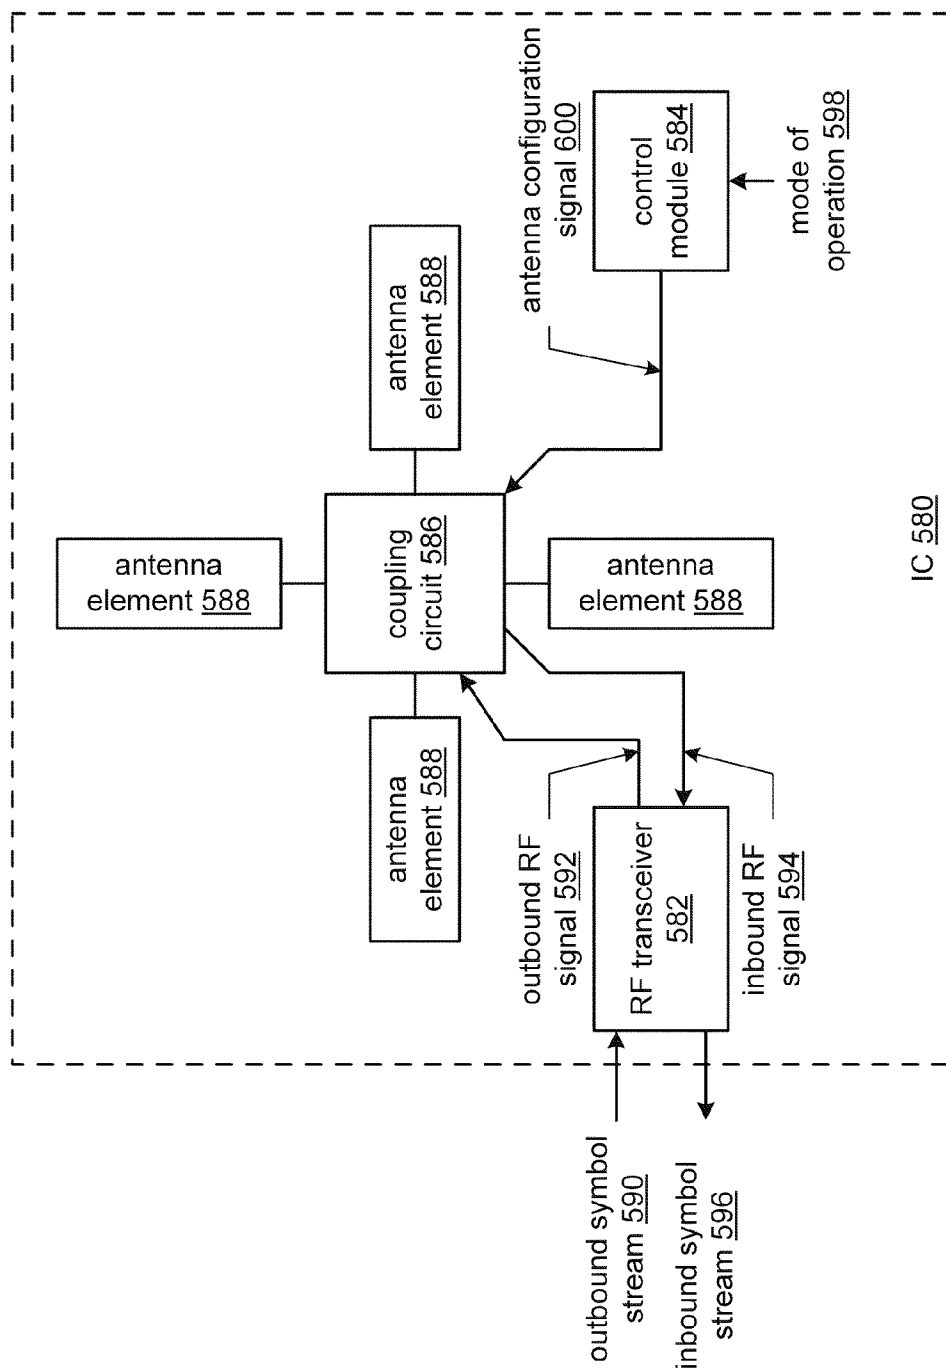 antenna
element 588
antenna
element 588
coupling
circuit 586
antenna
element 588
antenna
element 588
antenna configuration
signal 600
control
module 584
mode of
operation 598
outbound RF
signal 592
RF transceiver
582
inbound RF
signal 594
outbound symbol
stream 590
inbound symbol
stream 596
IC 580